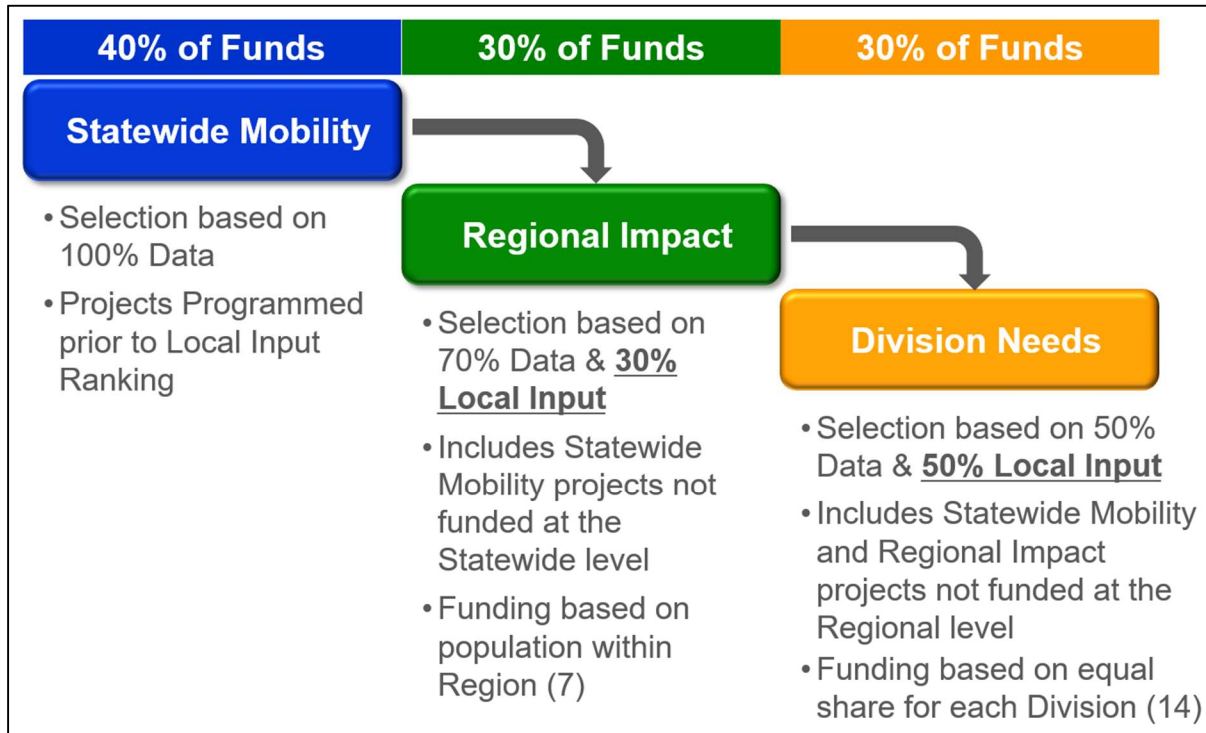 40% of Funds
30% of Funds
30% of Funds
Statewide Mobility
• Selection based on
100% Data
• Projects Programmed
prior to Local Input
Ranking
Regional Impact
• Selection based on
70% Data & 30%
Local Input
• Includes Statewide
Mobility projects not
funded at the
Statewide level
• Funding based on
population within
Region (7)
Division Needs
• Selection based on 50%
Data & 50% Local Input
• Includes Statewide Mobility
and Regional Impact
projects not funded at the
Regional level
• Funding based on equal
share for each Division (14)